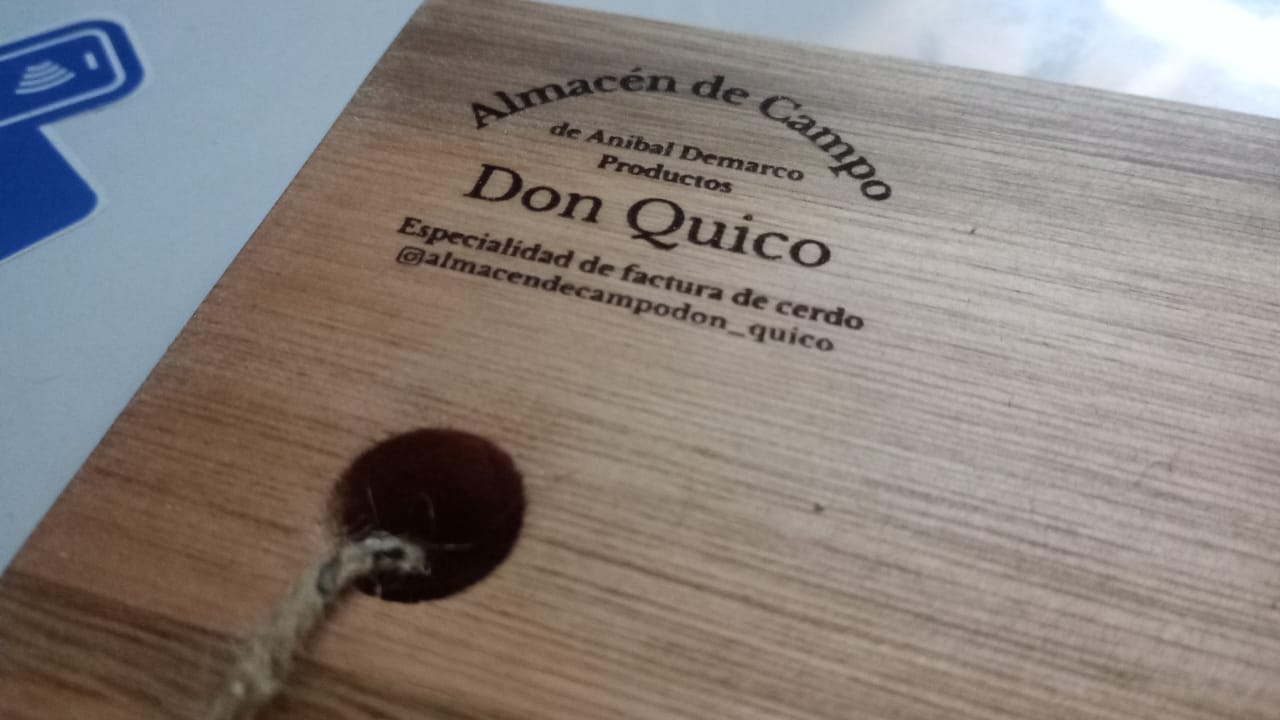 Almacén de Campo
de Anibal Demarco
Productos
Don Quico
Especialidad de factura de cerdo
@almacendecampodon_quico